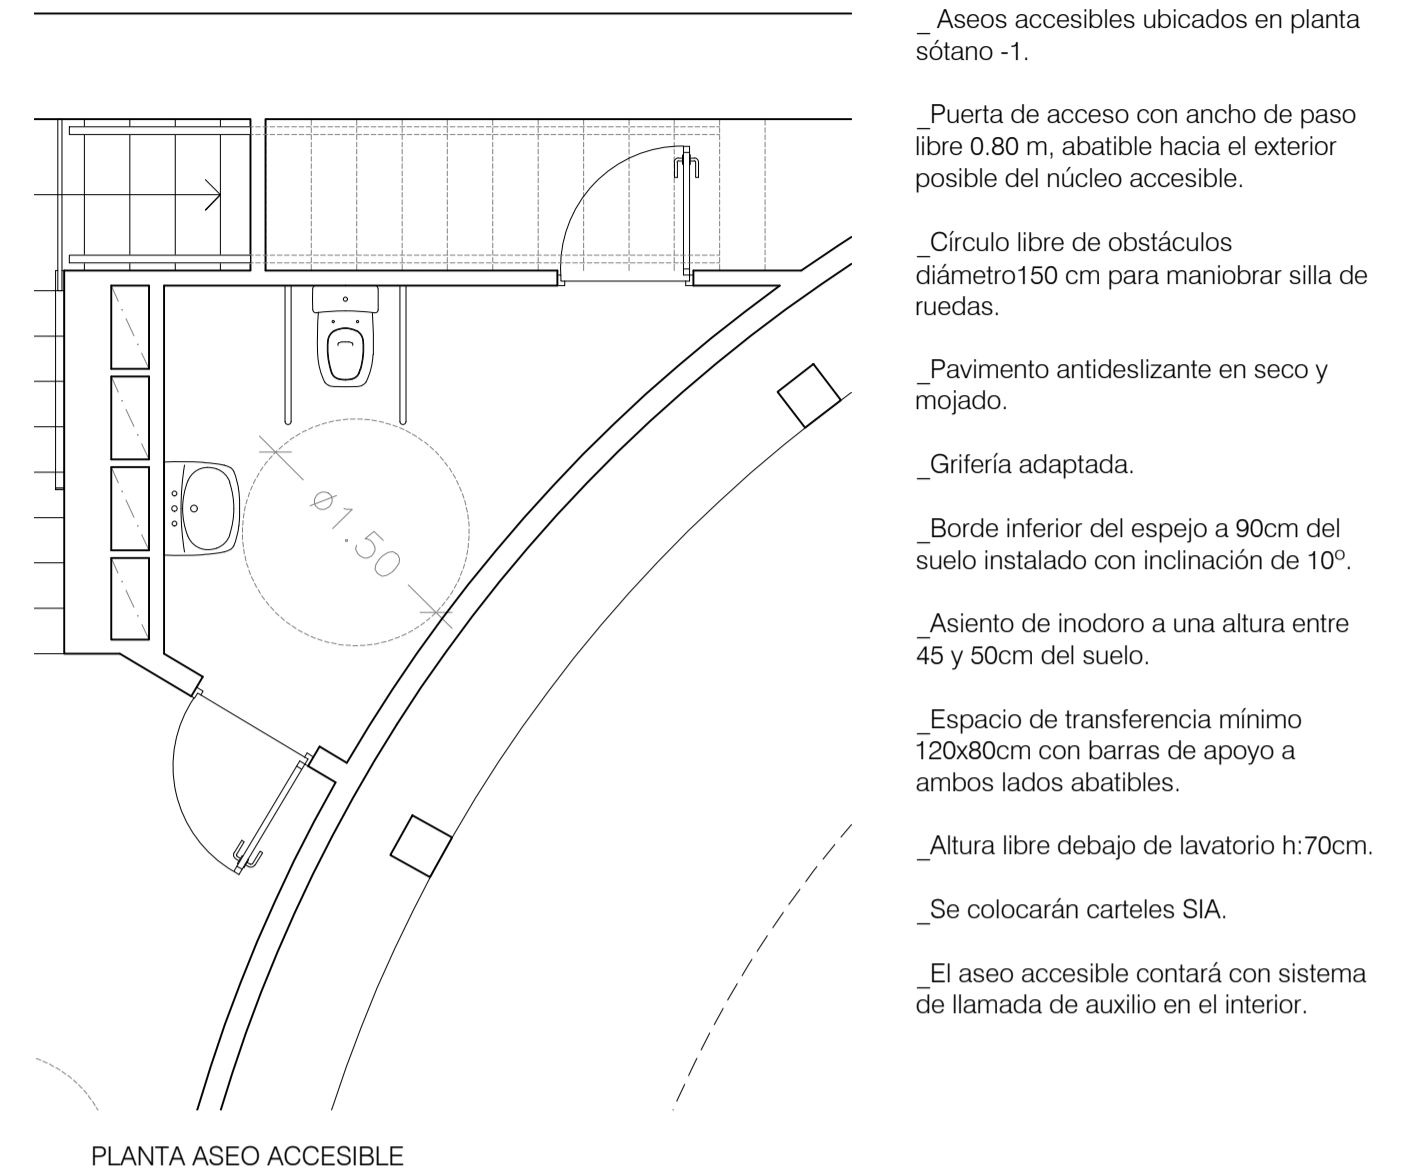 _ Aseos accesibles ubicados en planta
sótano -1.
_Puerta de acceso con ancho de paso
libre 0.80 m, abatible hacia el exterior
posible del núcleo accesible.
_Círculo libre de obstáculos
diámetro150 cm para maniobrar silla de
ruedas.
_Pavimento antideslizante en seco y
mojado.
_Grifería adaptada.
_Borde inferior del espejo a 90cm del
suelo instalado con inclinación de 10º.
_Asiento de inodoro a una altura entre
45 y 50cm del suelo.
_Espacio de transferencia mínimo
120x80cm con barras de apoyo a
ambos lados abatibles.
_Altura libre debajo de lavatorio h:70cm.
_Se colocarán carteles SIA.
_El aseo accesible contará con sistema
de llamada de auxilio en el interior.
ø1.50
PLANTA ASEO ACCESIBLE